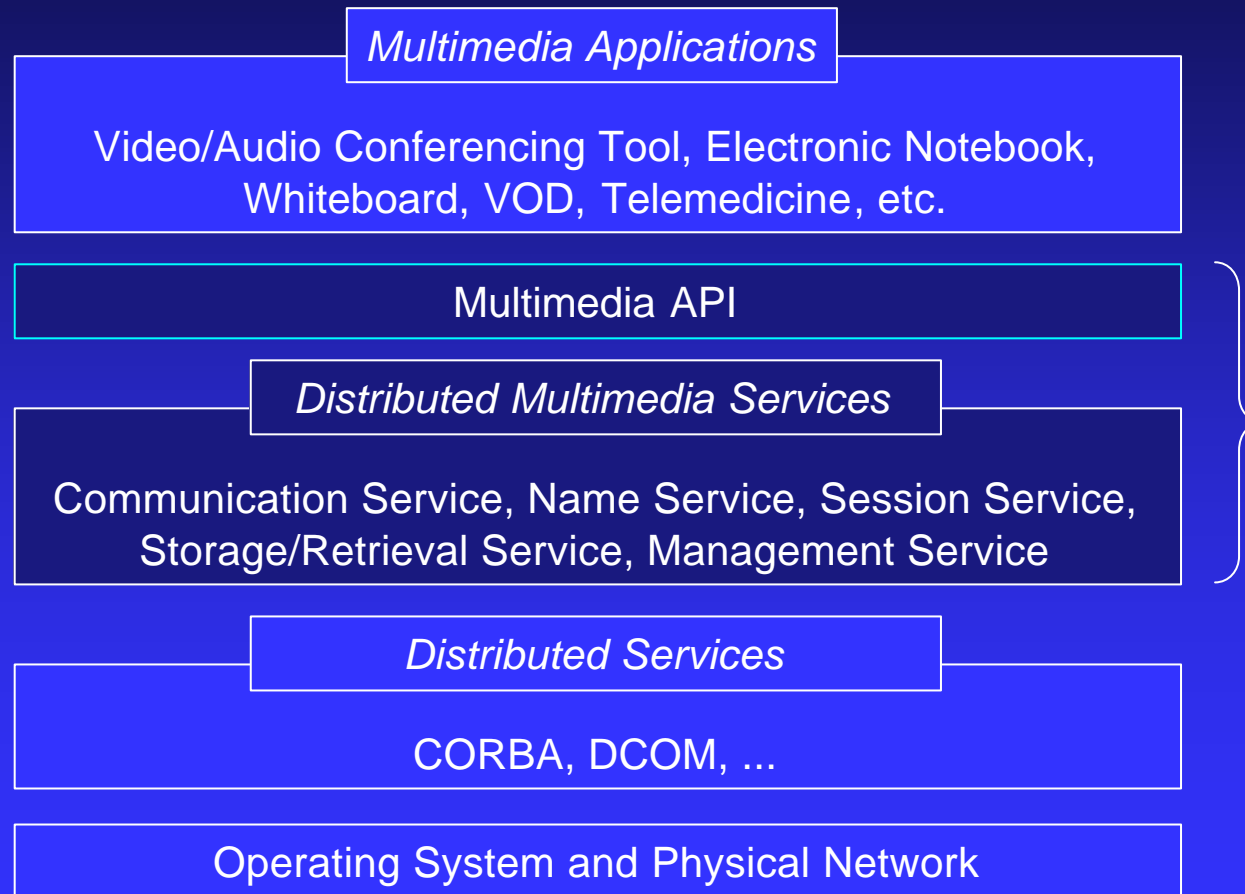 Multimedia Applications
Video/Audio Conferencing Tool, Electronic Notebook,
Whiteboard, VOD, Telemedicine, etc.
Multimedia API
Distributed Multimedia Services
Communication Service, Name Service, Session Service,
Storage/Retrieval Service, Management Service
Distributed Services
CORBA, DCOM, ...
Operating System and Physical Network